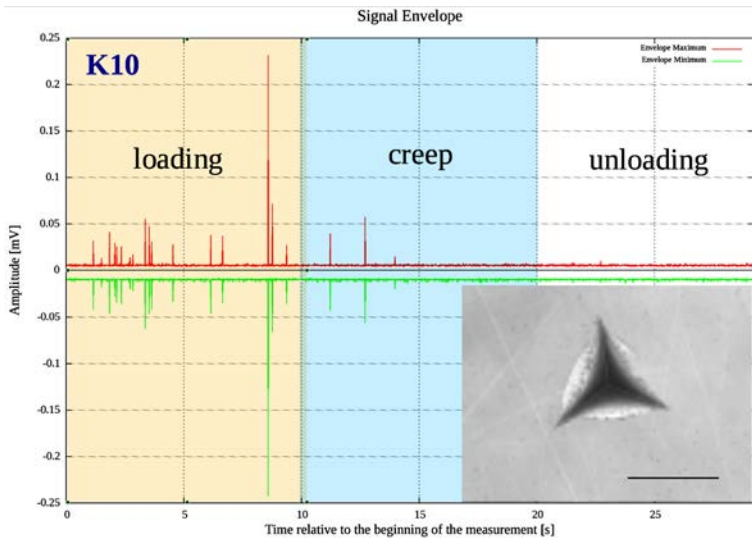 Signal Envelope
0.25
K10
Envelope Maximum
Envelope Minimum
0.2
0.15
loading
creep
unloading
0.1
0.05
0
-0.05
-0.1
-0.15
-0.2
-0.25
Amplitude [mV]
0 5 10 15 20 25
Time relative to the beginning of the measurement [s]